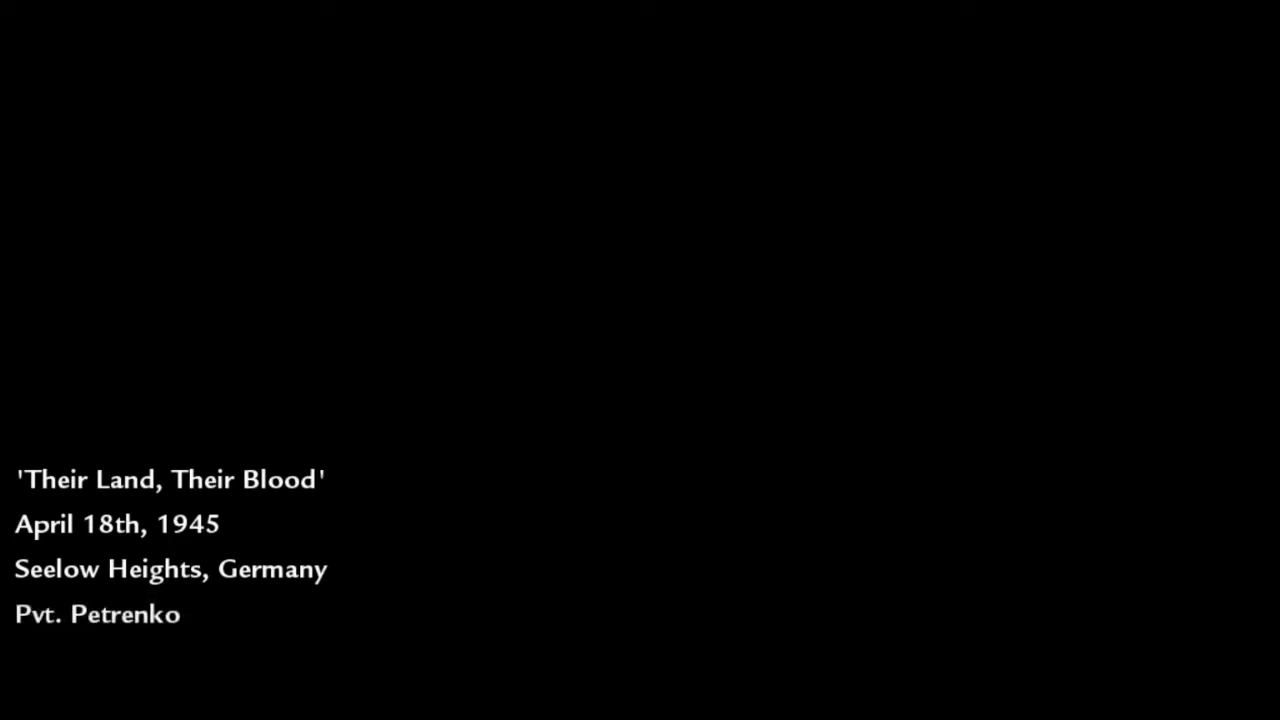 'Their Land, Their Blood'
April 18th, 1945
Seelow Heights, Germany
Pvt. Petrenko